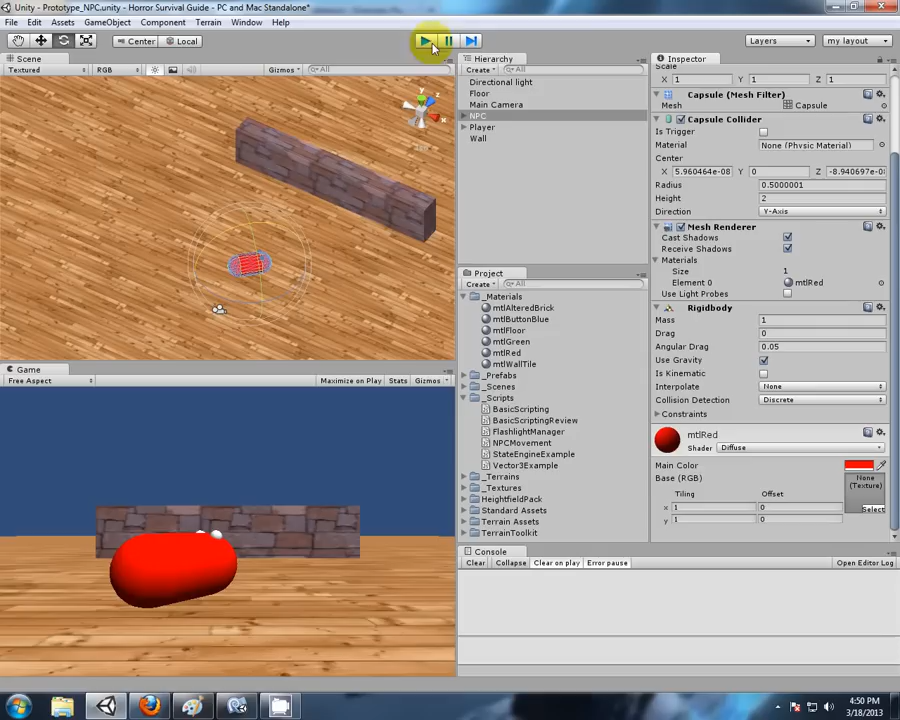 Unity - Prototype_NPC.unity - Horror Survival Guide - PC and Mac Standalone*
File Edit Assets GameObject Component Terrain Window Help
Center Local Layers my layout
Scene
Textured RGB Gizmos All
x
Game
Free Aspect Maximize on Play Stats Gizmos
Hierarchy
Create All
Directional light
Floor
Main Camera
NPC
Player
Wall
Project
Create
_Materials
mtlAlteredBrick
mtlButtonBlue
mtlFloor
mtlGreen
mtlRed
mtlWallTile
_Prefabs
_Scenes
_Scripts
BasicScripting
BasicScriptingReview
FlashlightManager
NPCMovement
StateEngineExample
Vector3Example
_Terrains
_Textures
HeightfieldPack
Standard Assets
Terrain Assets
TerrainToolkit
Console
Clear Collapse Clear on play Error pause Open Editor Log
Inspector
Scale
X 1 Y 1 Z 1
Capsule (Mesh Filter)
Mesh Capsule
Capsule Collider
Is Trigger
Material None (Physic Material)
Center
X 5.960464e-08 Y 0 -8.940697e-0
Radius 0.5000001
Height 2
Direction Y-Axis
Mesh Renderer
Cast Shadows
Receive Shadows
Materials
Size 1
Element 0 mtlRed
Use Light Probes
Rigidbody
Mass 1
Drag 0
Angular Drag 0.05
Use Gravity
Is Kinematic
Interpolate None
Collision Detection Discrete
Constraints
mtlRed
Shader Diffuse
Main Color
Base (RGB) None
(Texture)
Tiling Offset
x 1 0
y 1 0
Select
4:50 PM
3/18/2013